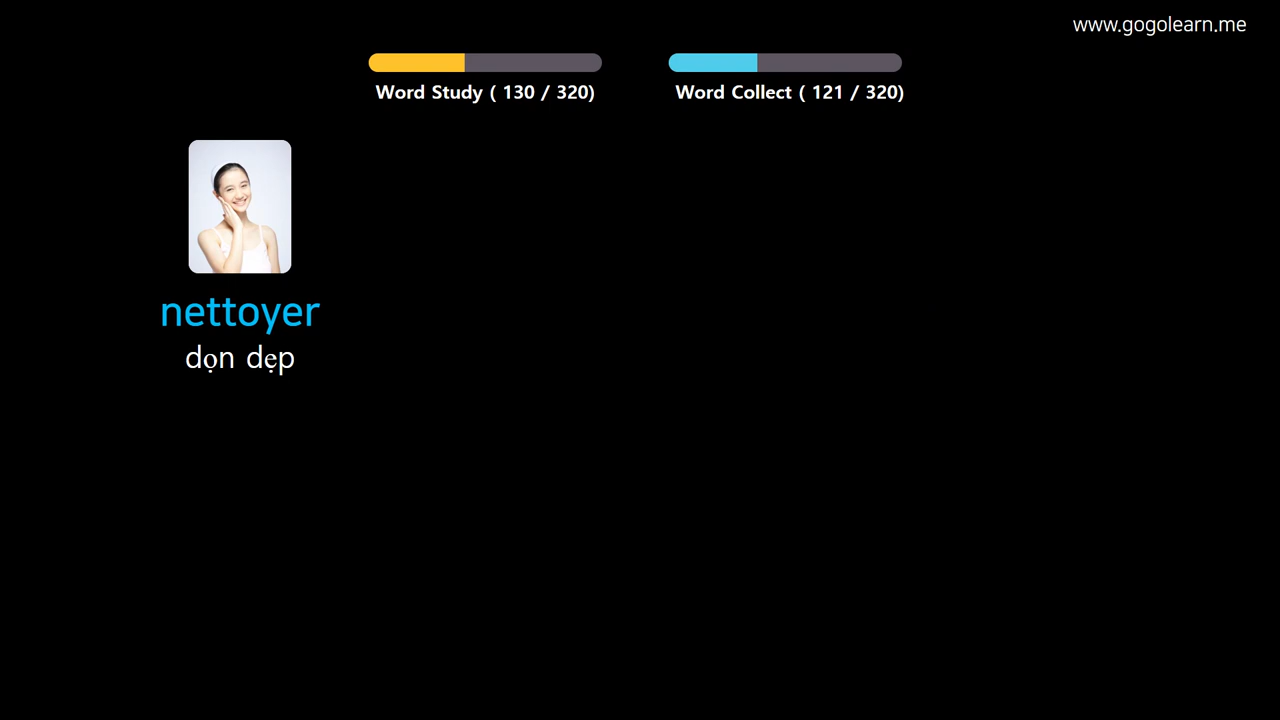 www.gogolearn.me
Word Study ( 130 / 320)
Word Collect ( 121 / 320)
nettoyer
dọn dẹp